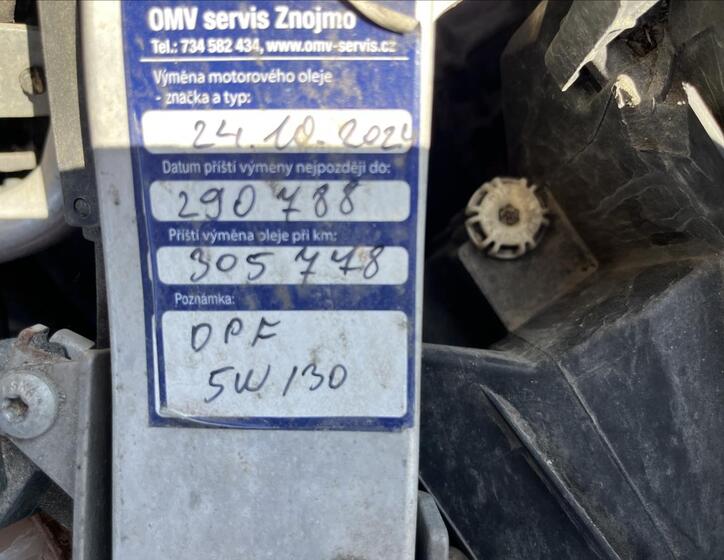 OMV servis Znojmo
Tel.: 734 582 434, www.omv-servis.cz
Výměna motorového oleje
- značka a typ:
24.10.2024
Datum příští výměny nejpozději do:
290 788
Příští výměna oleje při km:
305 778
Poznámka:
DPF
5W/30